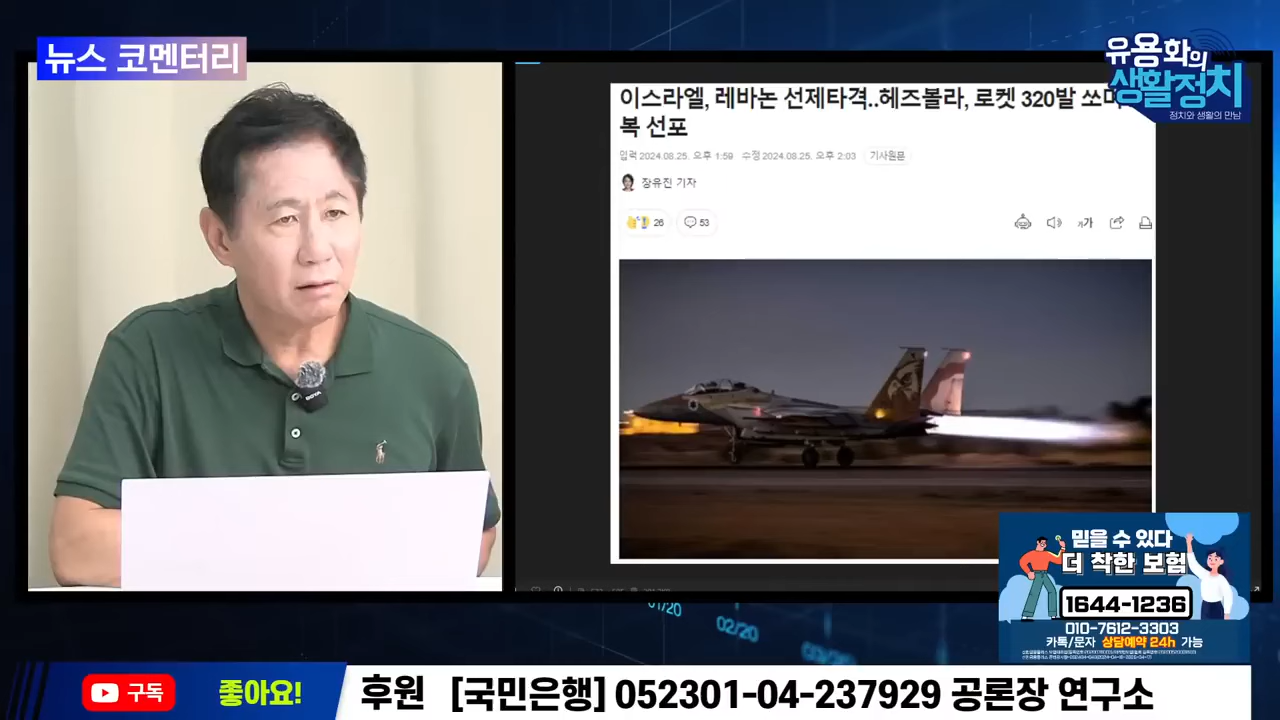 뉴스 코멘터리
유용화의
생활정치
정치와 생활의 만남
이스라엘, 레바논 선제타격..헤즈볼라, 로켓 320발 쏘며
복 선포
입력 2024.08.25. 오후 1:59 수정 2024.08.25. 오후 2:03 기사원문
장유진 기자
26 53
가
BOYA
믿을 수 있다
더 착한 보험
1644-1236
010-7612-3303
카톡/문자 상담예약 24h 가능
01/20
02/20
구독
좋아요!
후원 [국민은행] 052301-04-237929 공론장 연구소